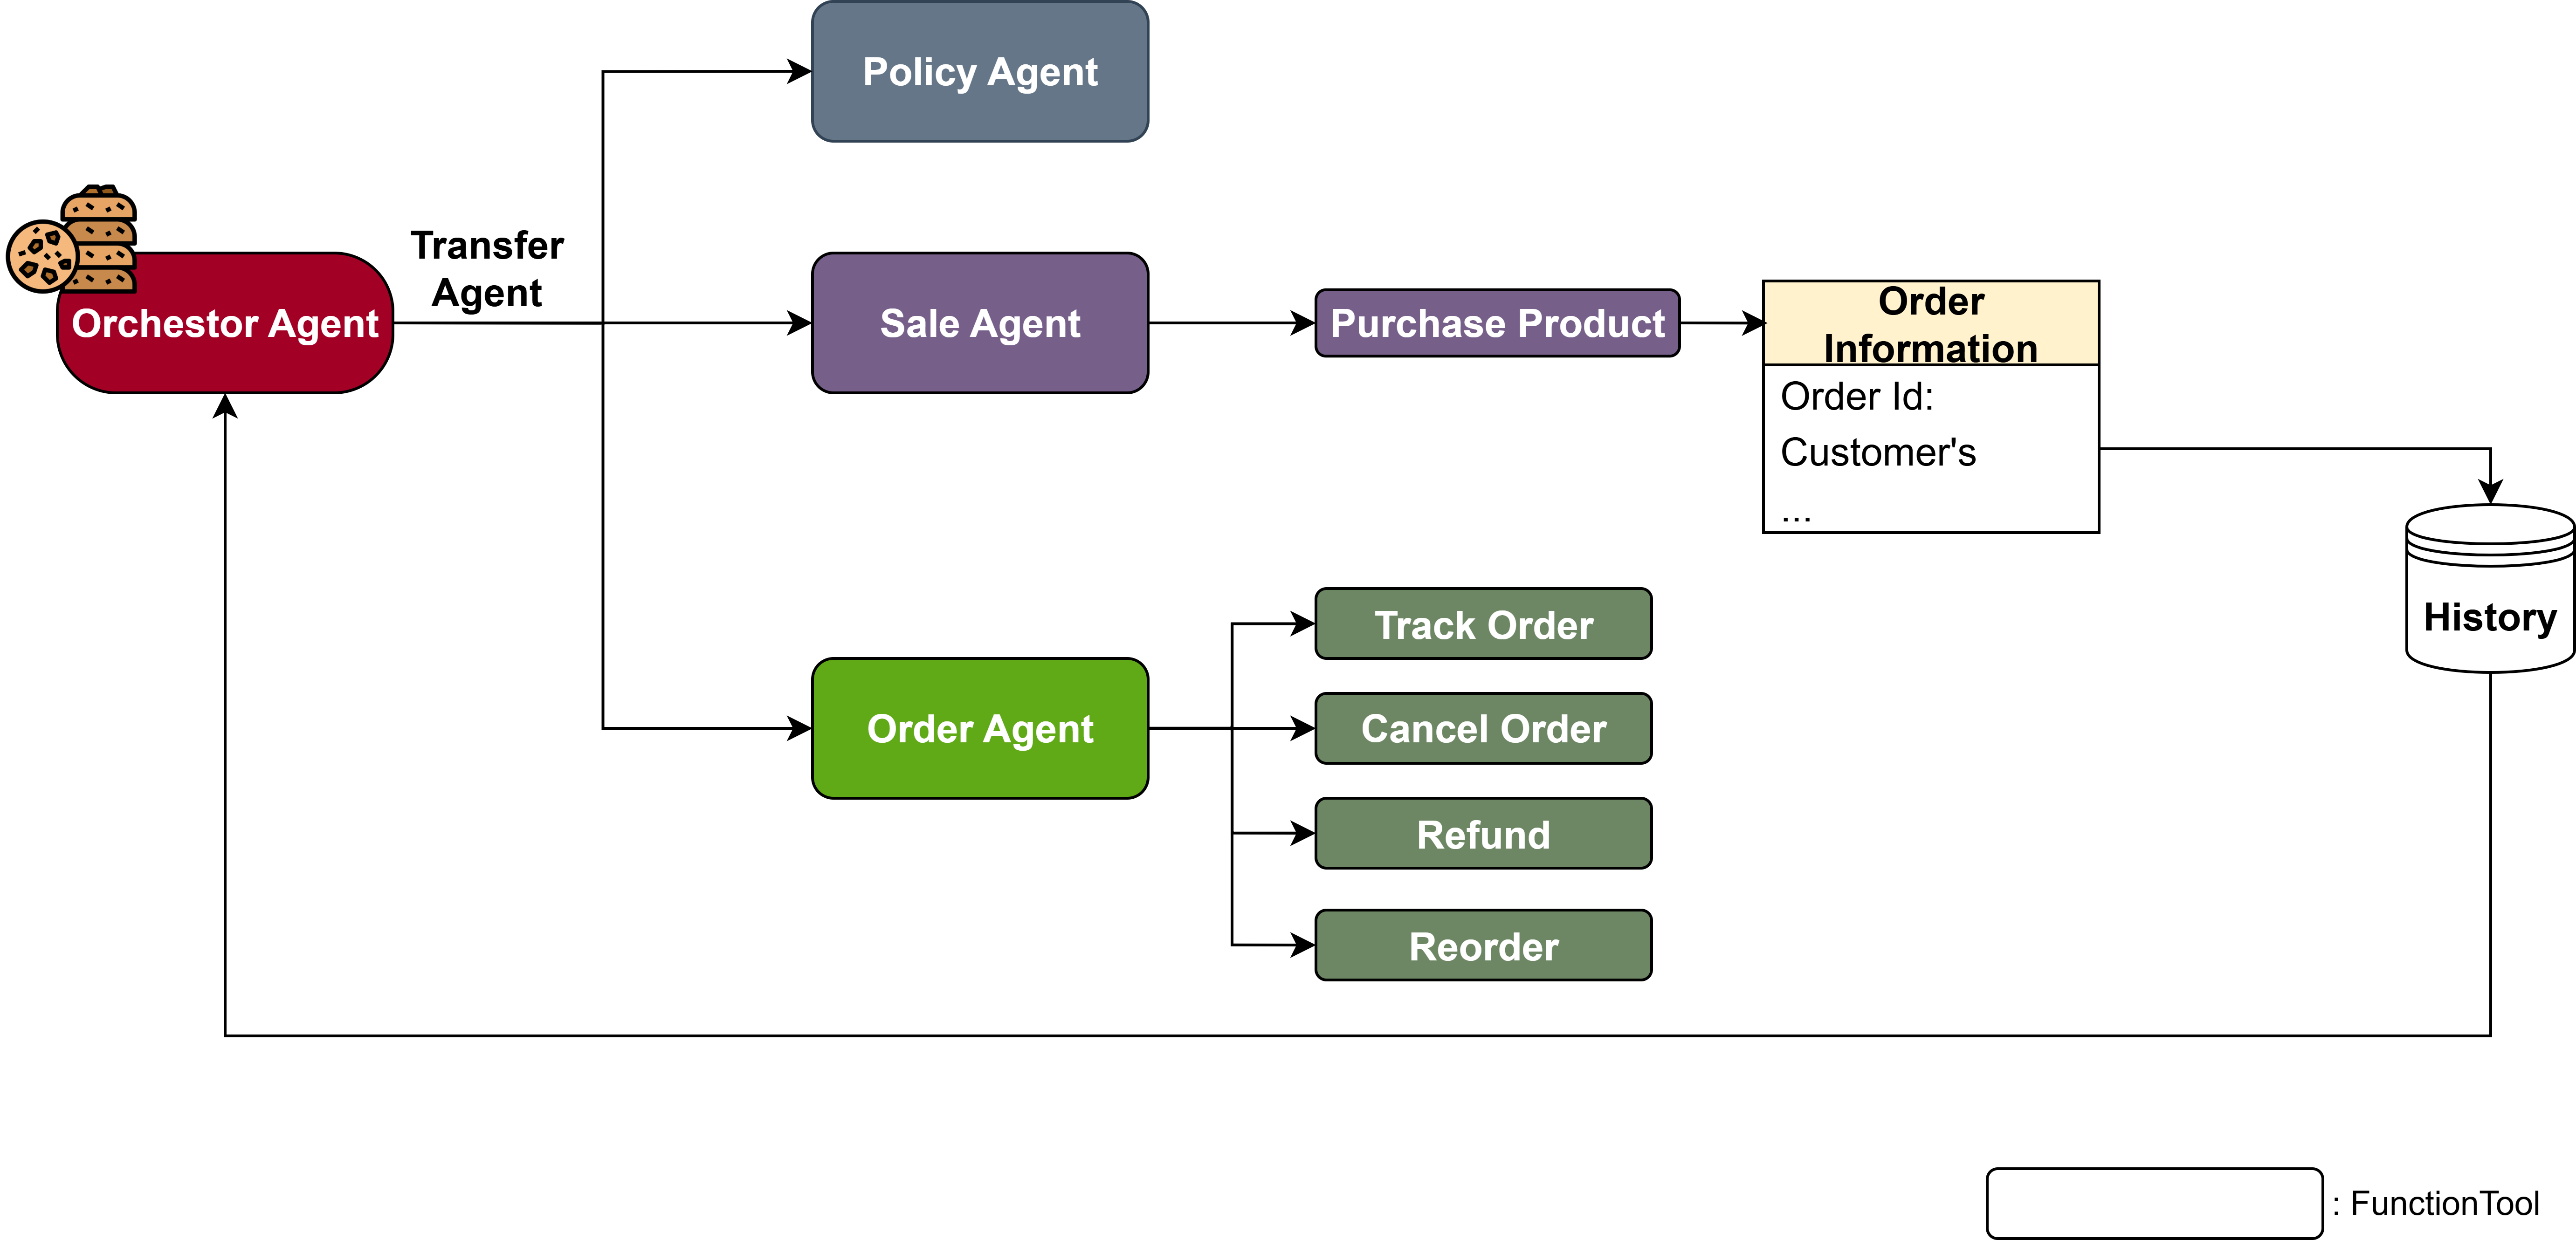 Policy Agent
Transfer
Agent
Orchestor Agent
Sale Agent
Purchase Product
Order
Information
Order Id:
Customer's
...
History
Track Order
Order Agent
Cancel Order
Refund
Reorder
: FunctionTool